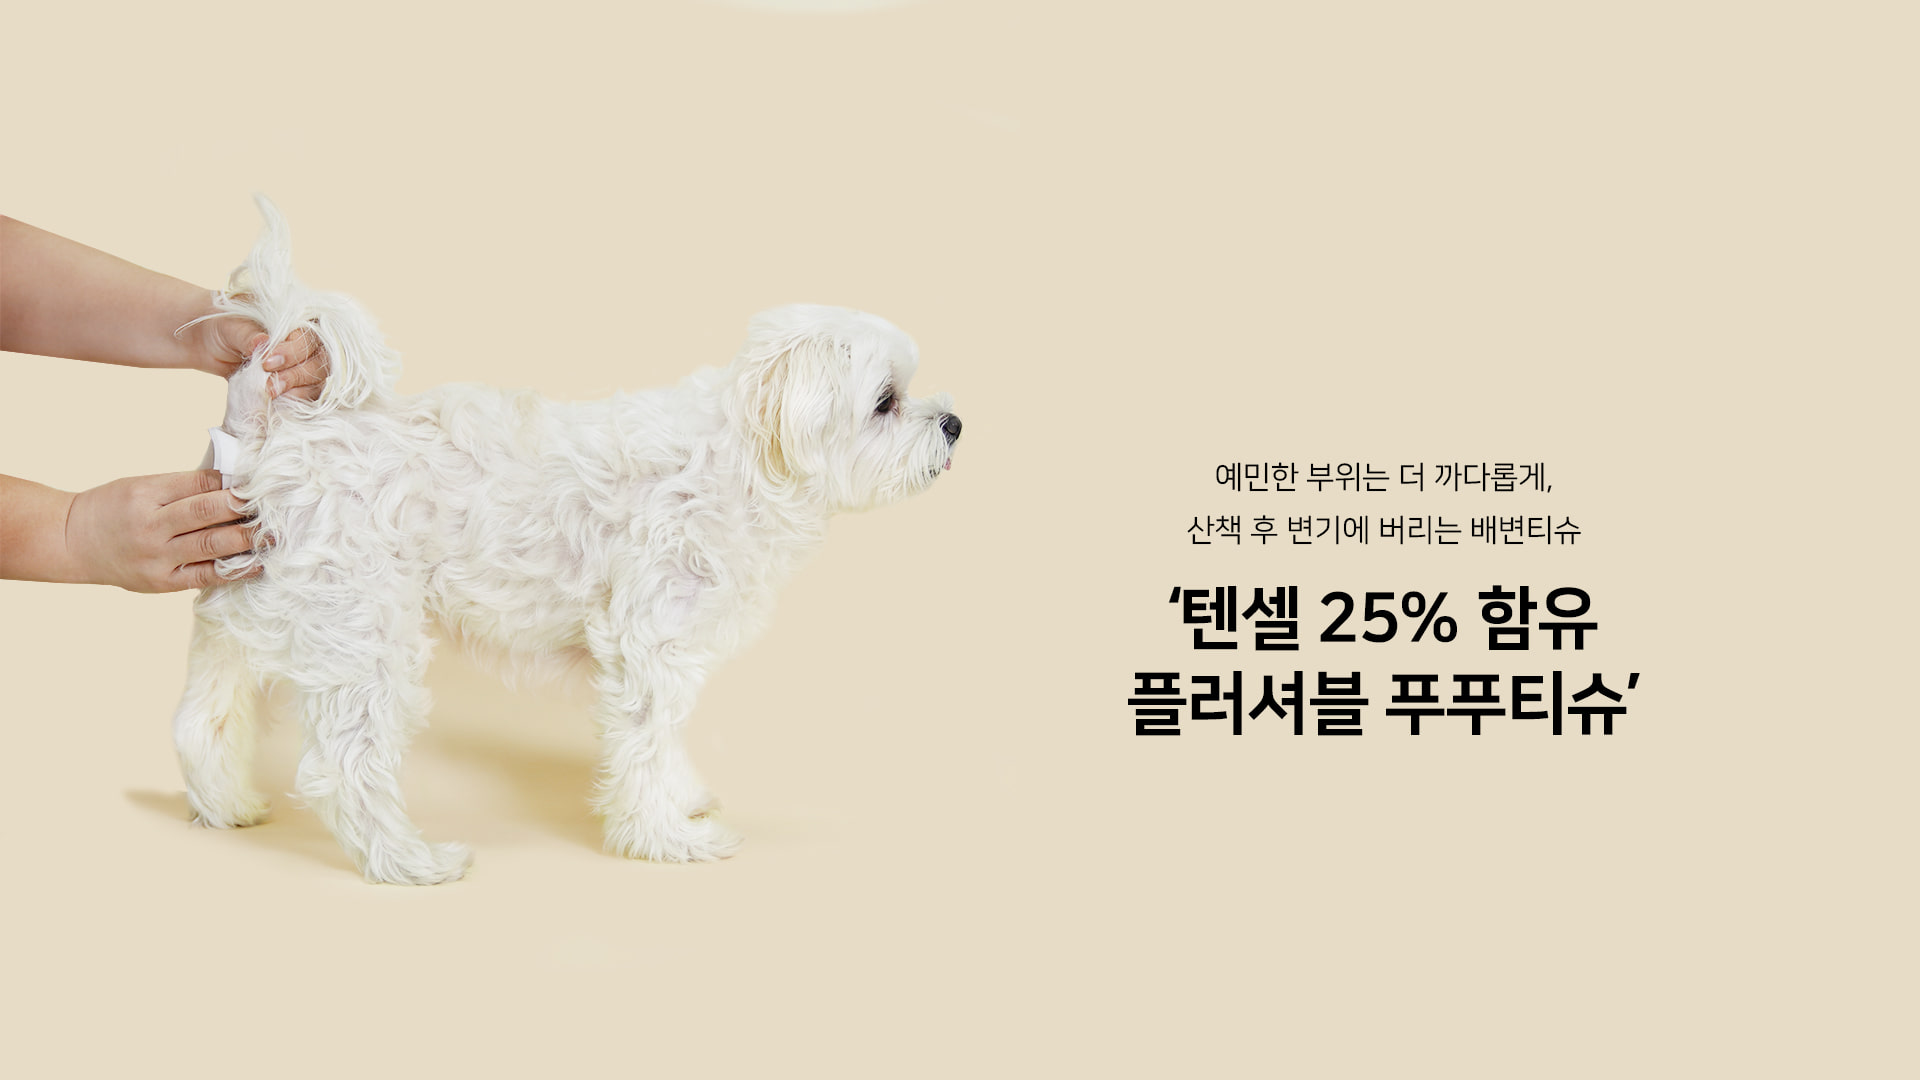 예민한 부위는 더 까다롭게,
산책 후 변기에 버리는 배변티슈
‘텐셀 25% 함유
플러셔블 푸푸티슈’